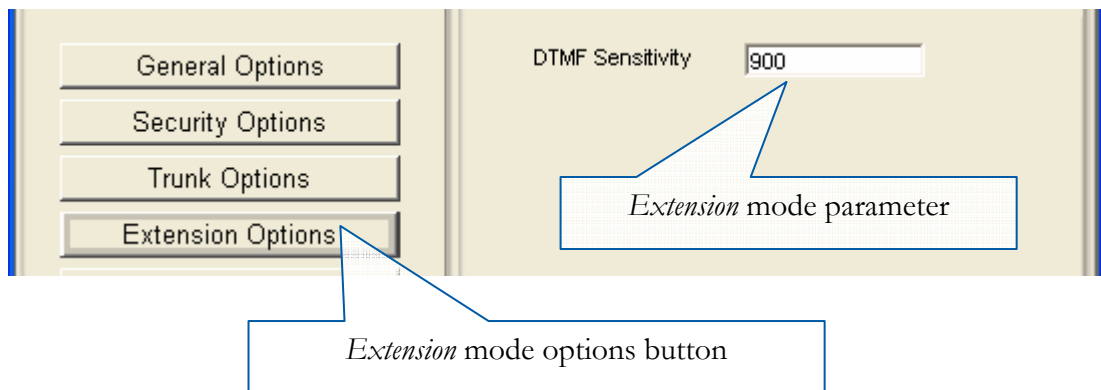 General Options
Security Options
Trunk Options
Extension Options
DTMF Sensitivity 900
Extension mode parameter
Extension mode options button